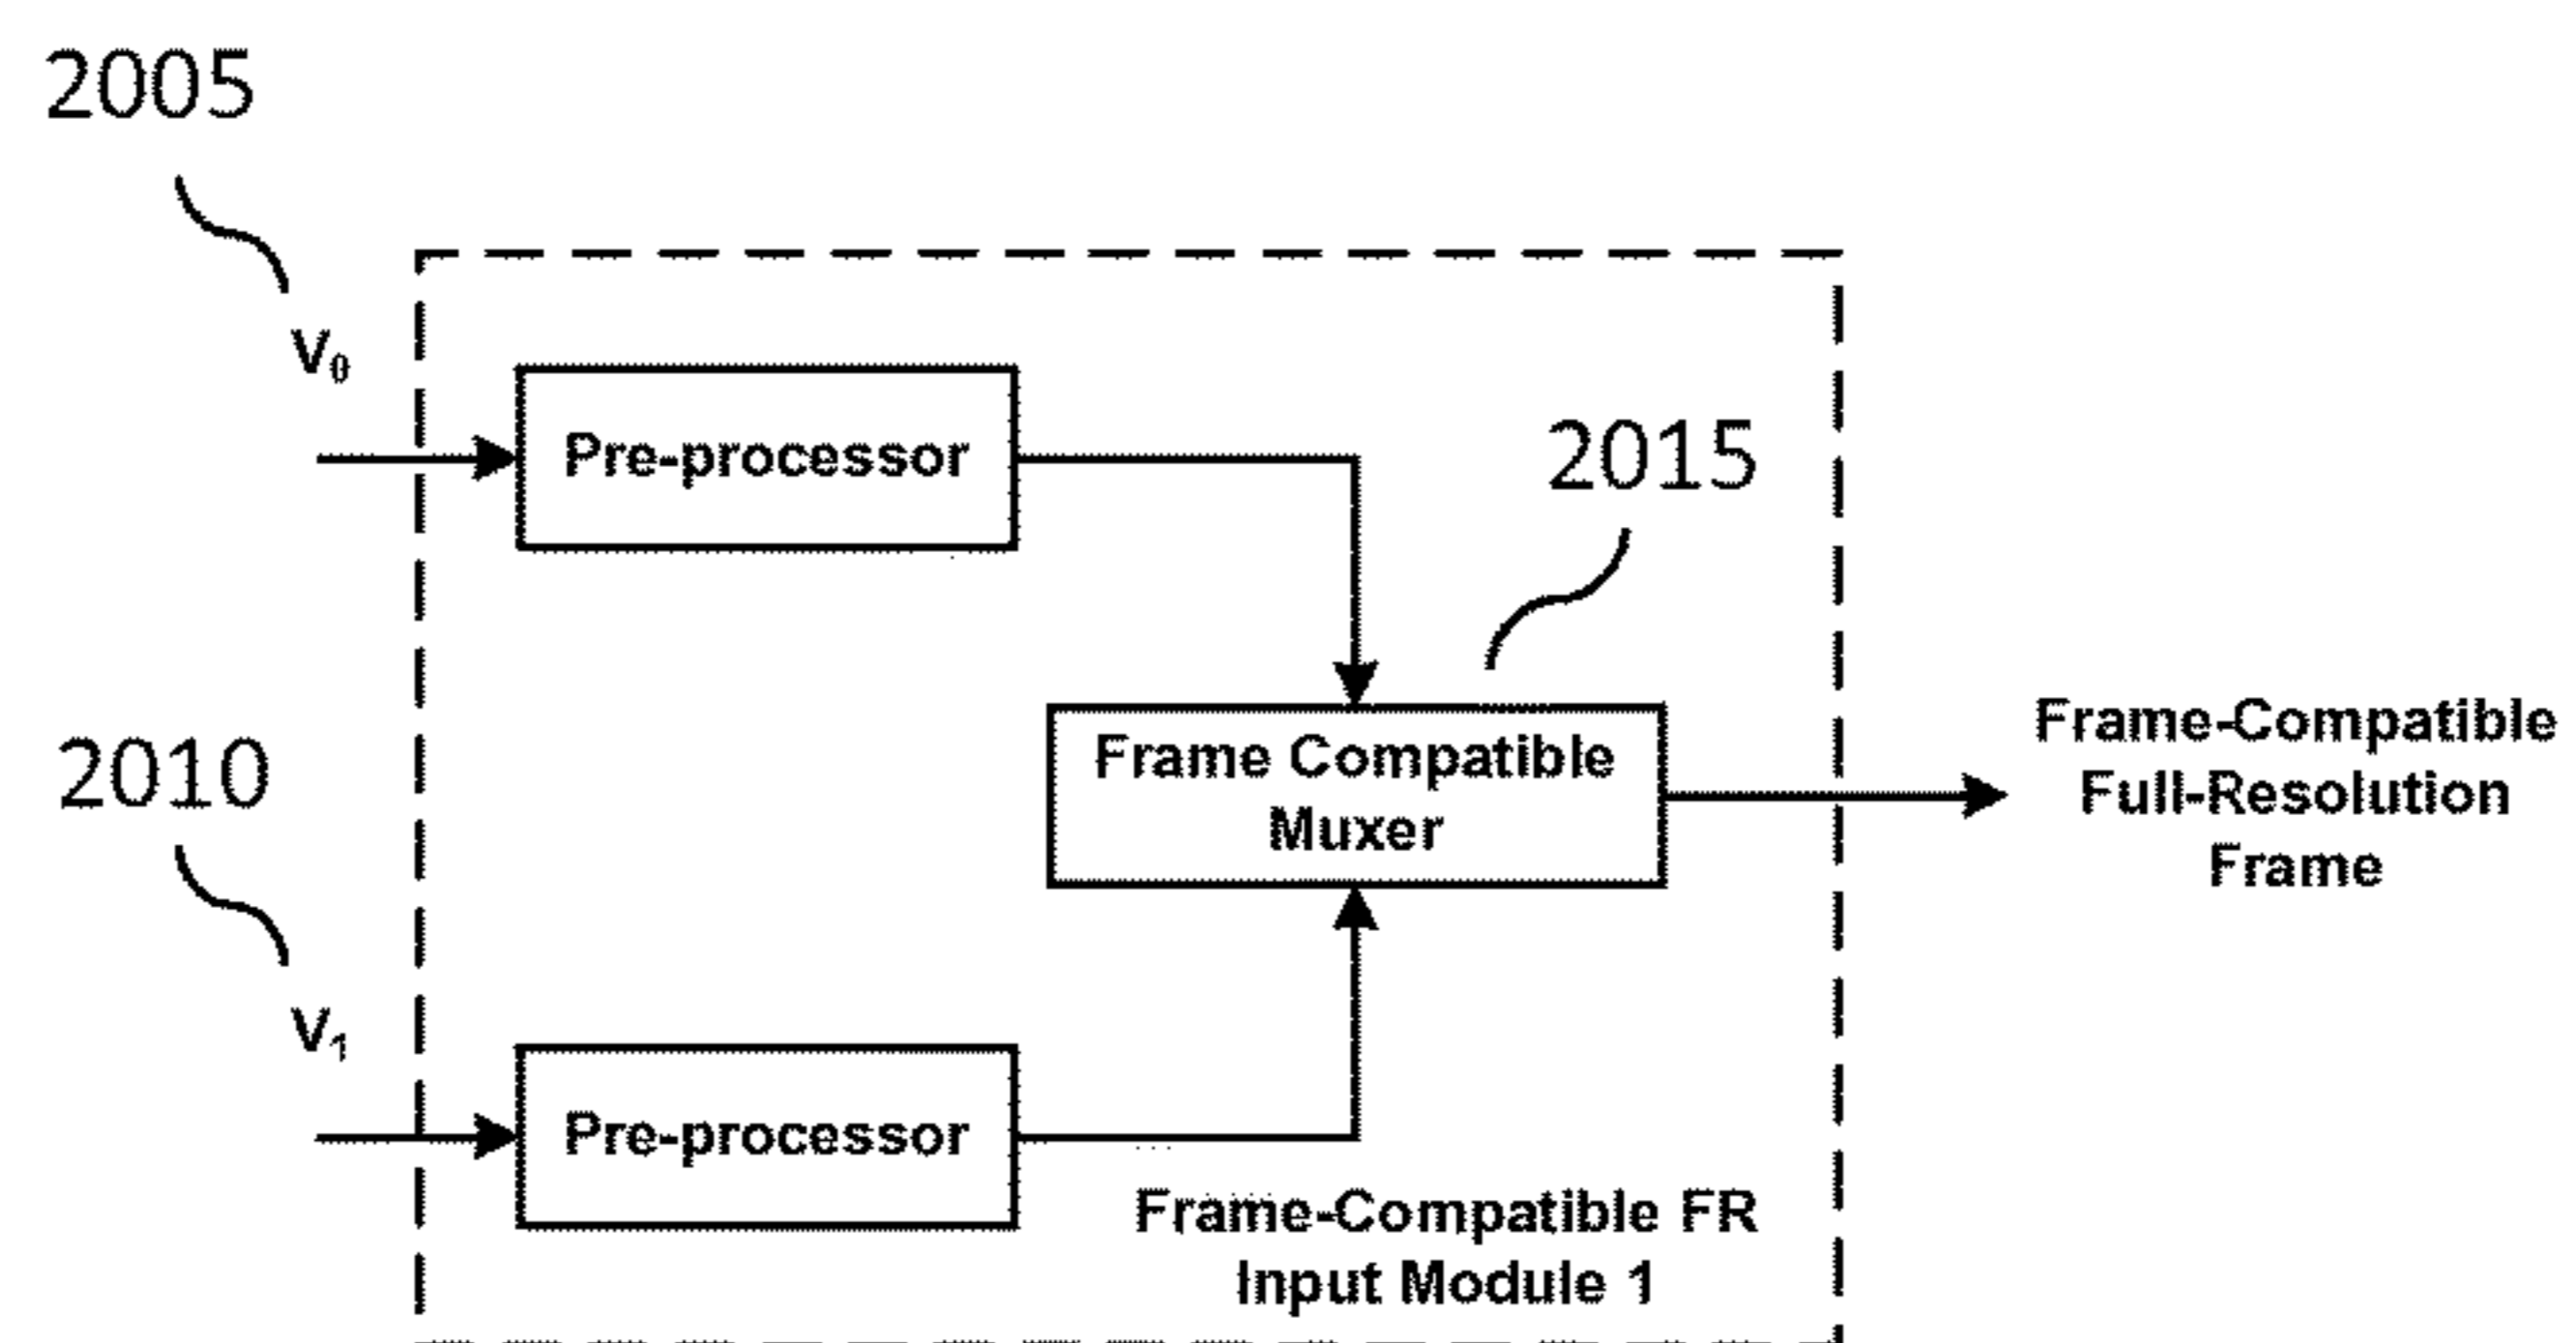 2005
V₀
Pre-processor
2015
2010
Frame Compatible
Muxer
Frame-Compatible
Full-Resolution
Frame
V₁
Pre-processor
Frame-Compatible FR
Input Module 1